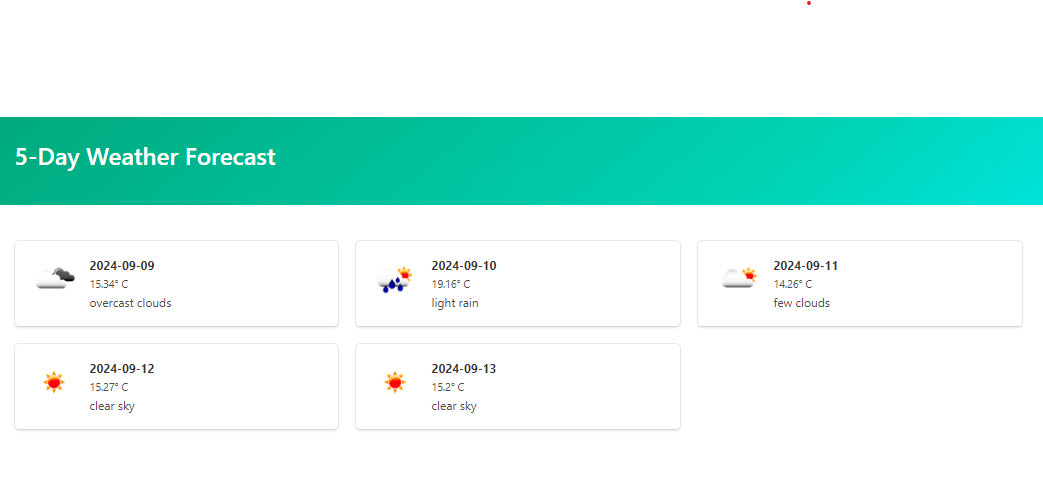 5-Day Weather Forecast
2024-09-09
15.34° C
overcast clouds
2024-09-10
19.16° C
light rain
2024-09-11
14.26° C
few clouds
2024-09-12
15.27° C
clear sky
2024-09-13
15.2° C
clear sky